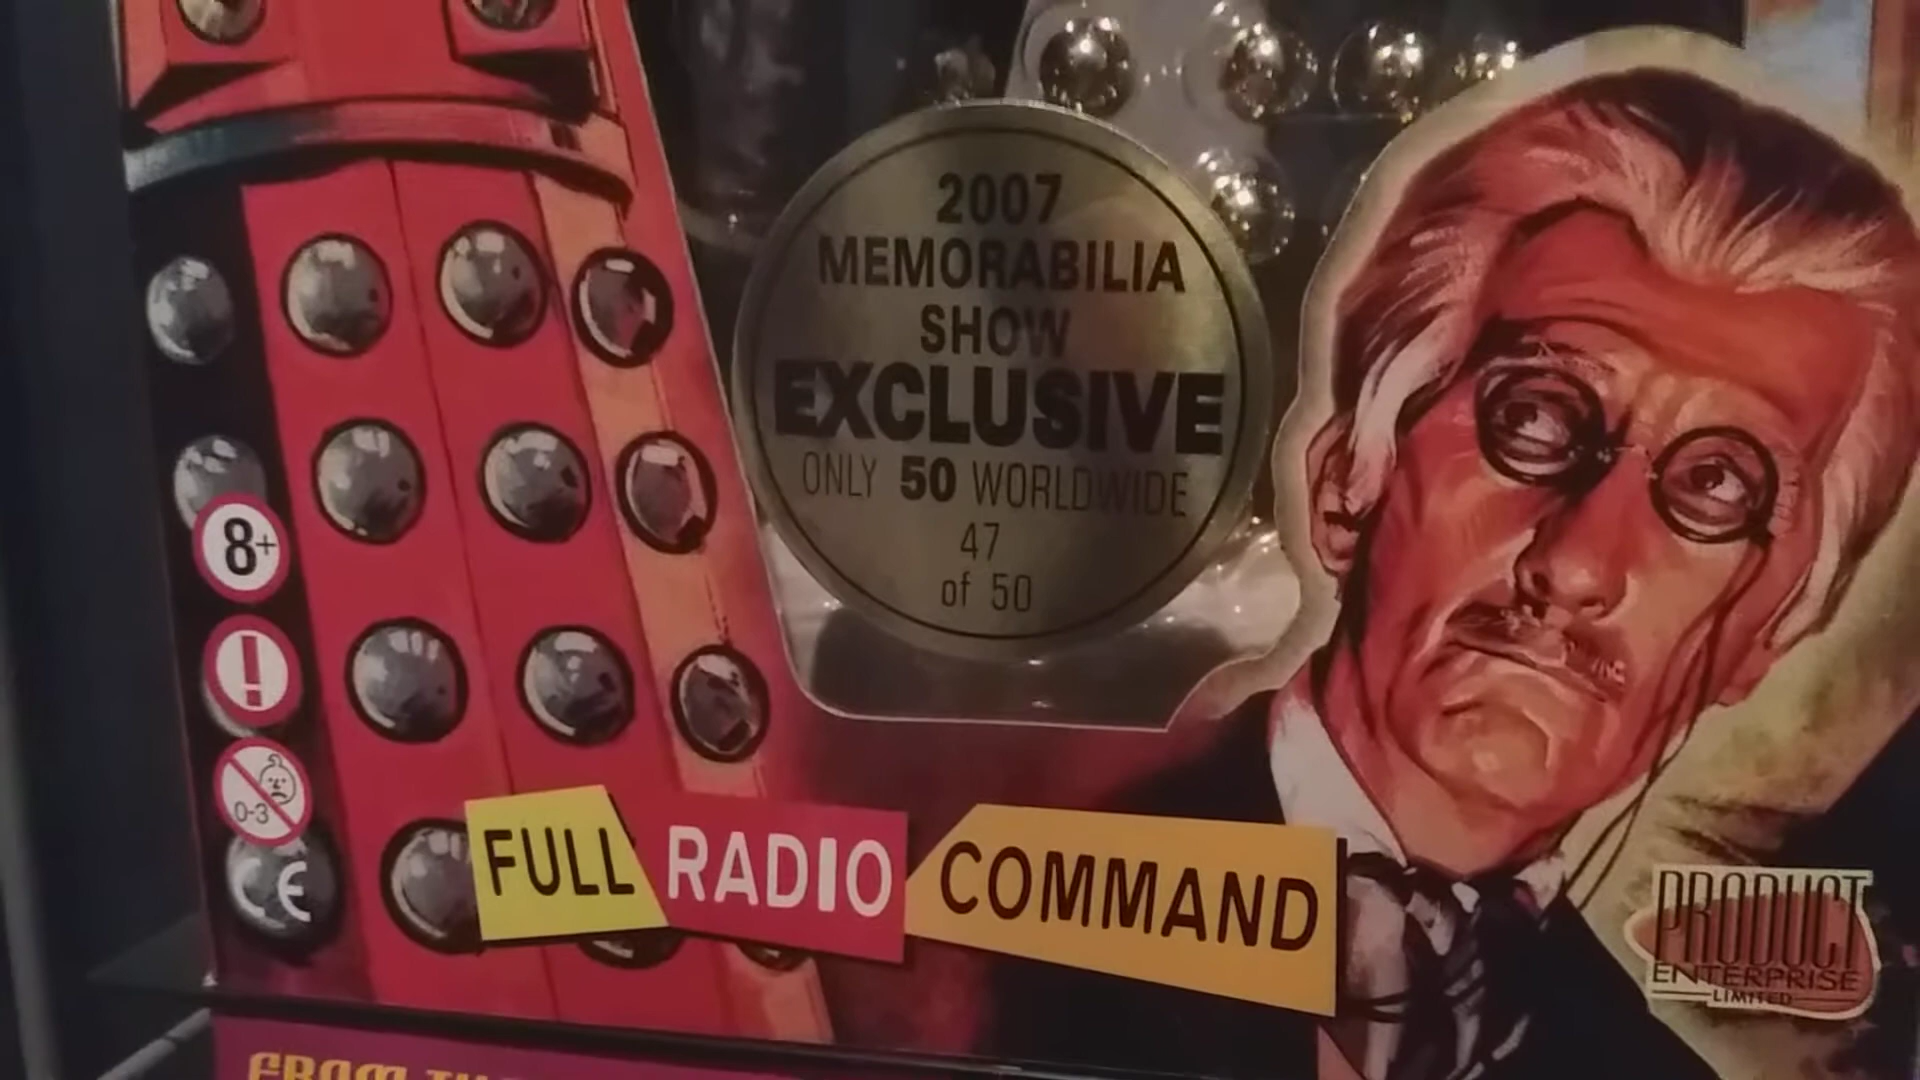 2007
MEMORABILIA
SHOW
EXCLUSIVE
ONLY 50 WORLDWIDE
47
of 50
8+
!
0-3
CE
FULL RADIO COMMAND
PRODUCT
ENTERPRISE
LIMITED
FROM